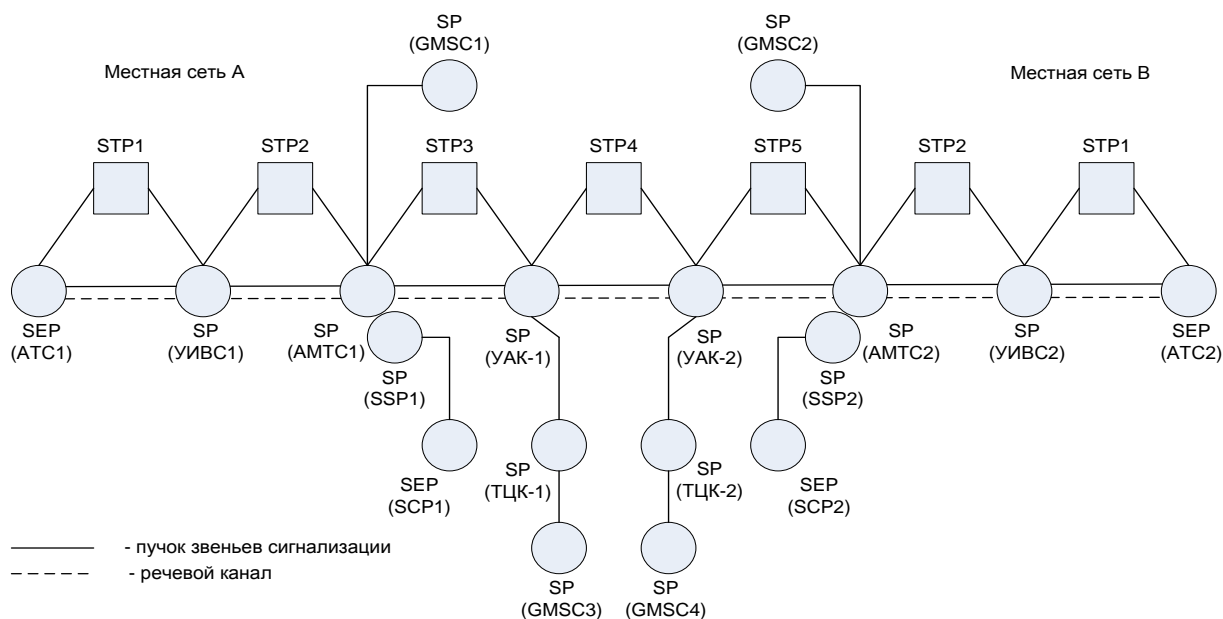 SP
(GMSC1)
SP
(GMSC2)
Местная сеть А
Местная сеть В
STP1
STP2
STP3
STP4
STP5
STP2
STP1
SEP
(АТС1)
SP
(УИВС1)
SP
(АМТС1)
SP
(УАК-1)
SP
(УАК-2)
SP
(АМТС2)
SP
(УИВС2)
SEP
(АТС2)
SP
(SSP1)
SP
(SSP2)
SEP
(SCP1)
SP
(ТЦК-1)
SP
(ТЦК-2)
SEP
(SCP2)
- пучок звеньев сигнализации
- речевой канал
SP
(GMSC3)
SP
(GMSC4)